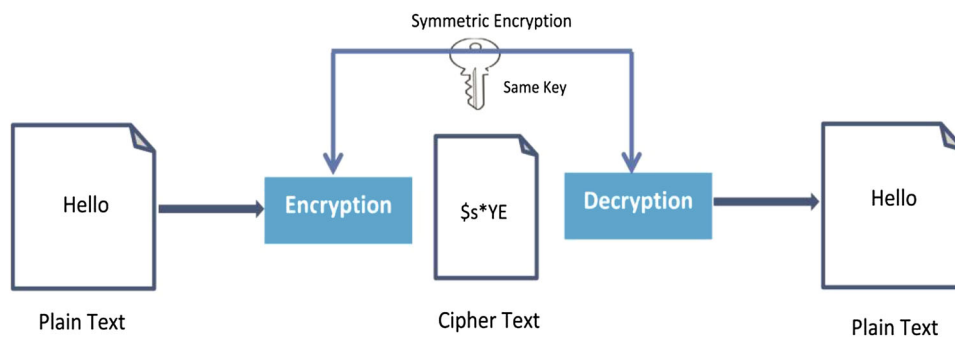 Symmetric Encryption
Same Key
Hello
Encryption
$s*YE
Decryption
Hello
Plain Text
Cipher Text
Plain Text